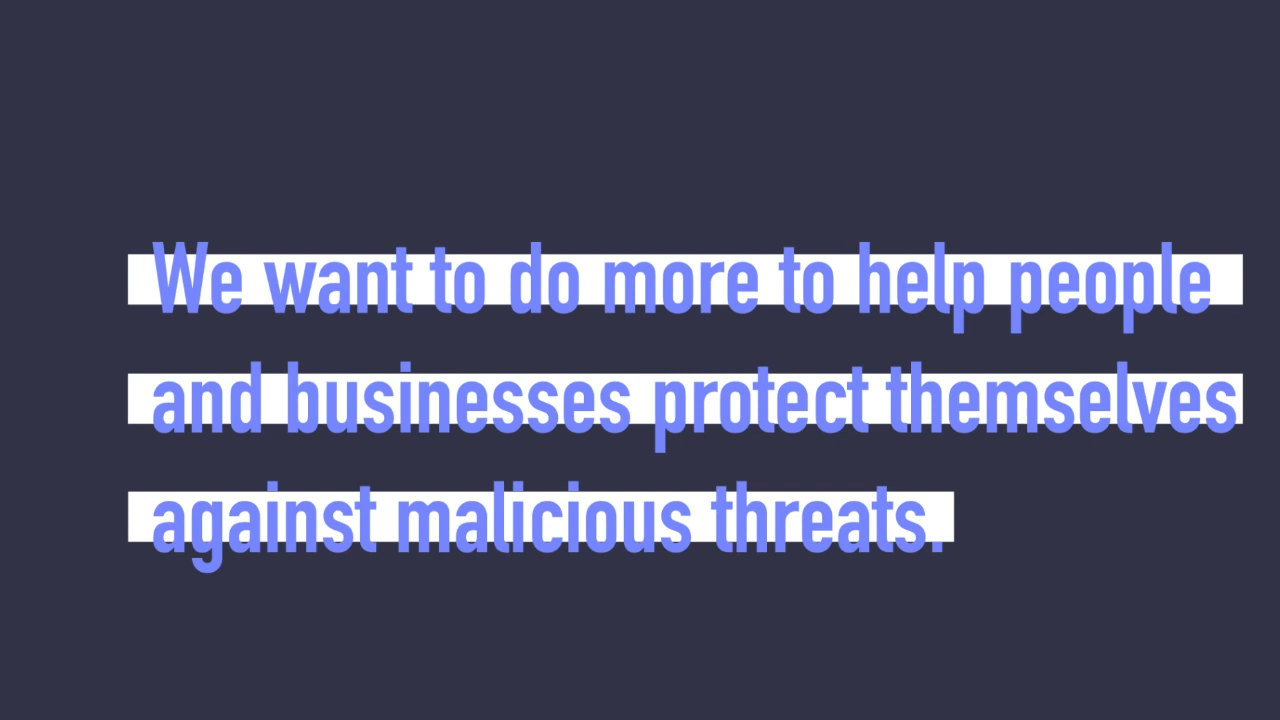 We want to do more to help people
and businesses protect themselves
against malicious threats.